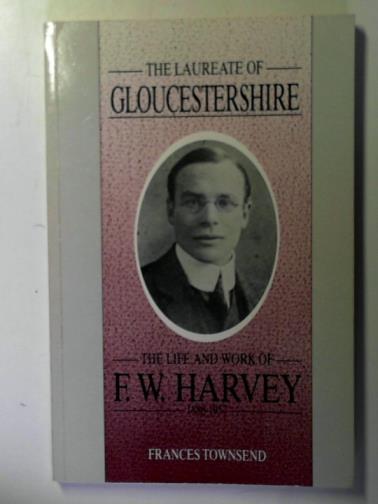 THE LAUREATE OF
GLOUCESTERSHIRE
THE LIFE AND WORK OF
F. W. HARVEY
FRANCES TOWNSEND